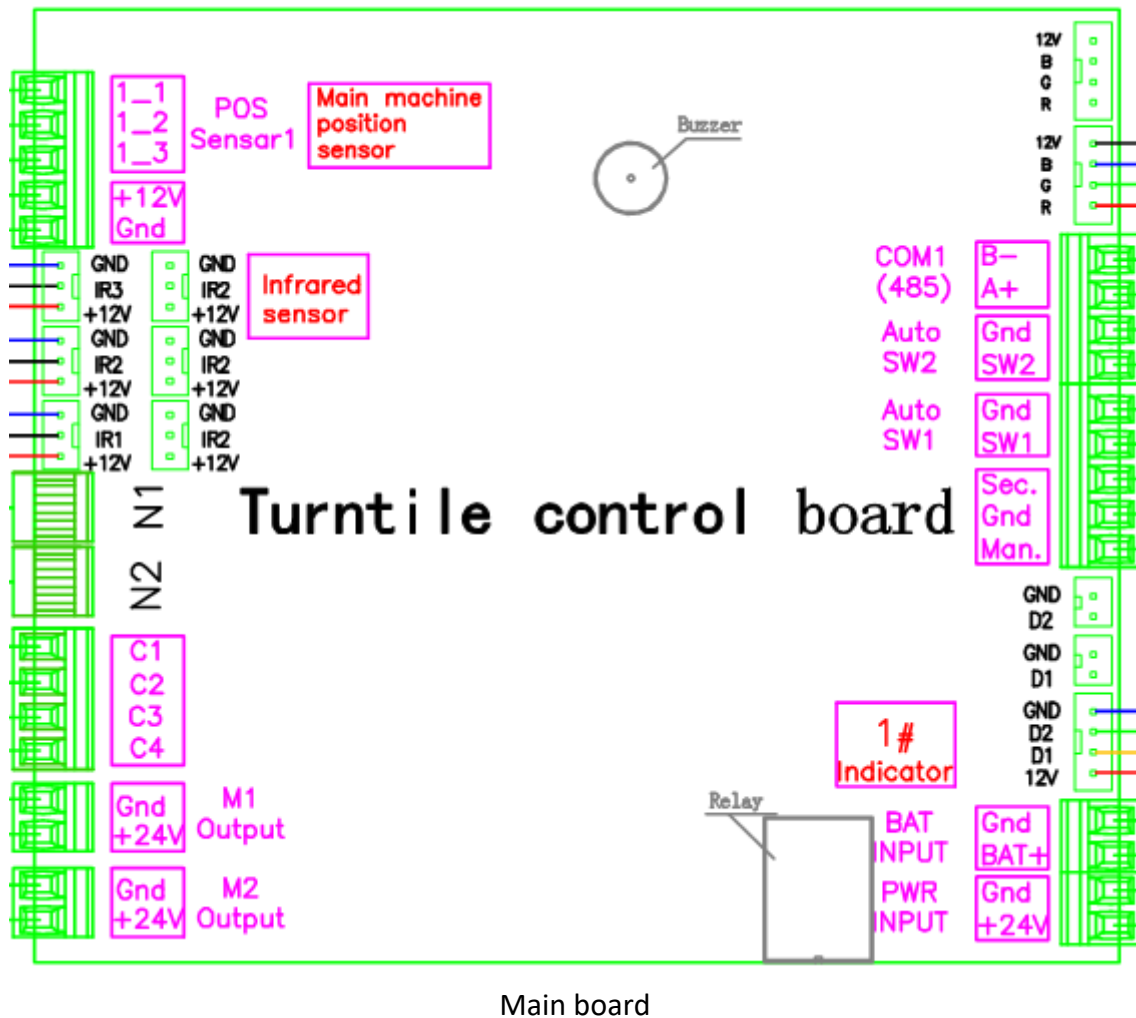 1_1
1_2
1_3
POS
Sensar1
Main machine
position
sensor
+12V
Gnd
Buzzer
12V
B
G
R
12V
B
G
R
GND
IR3
+12V
GND
IR2
+12V
Infrared
sensor
GND
IR2
+12V
GND
IR2
+12V
GND
IR1
+12V
GND
IR2
+12V
COM1
(485)
B-
A+
Auto
SW2
Gnd
SW2
Auto
SW1
Gnd
SW1
Sec.
Gnd
Man.
N1
N2
Turntile control board
GND
D2
GND
D1
GND
D2
D1
12V
1#
Indicator
C1
C2
C3
C4
Gnd
+24V
M1
Output
Gnd
+24V
M2
Output
Relay
BAT
INPUT
Gnd
BAT+
PWR
INPUT
Gnd
+24V
Main board